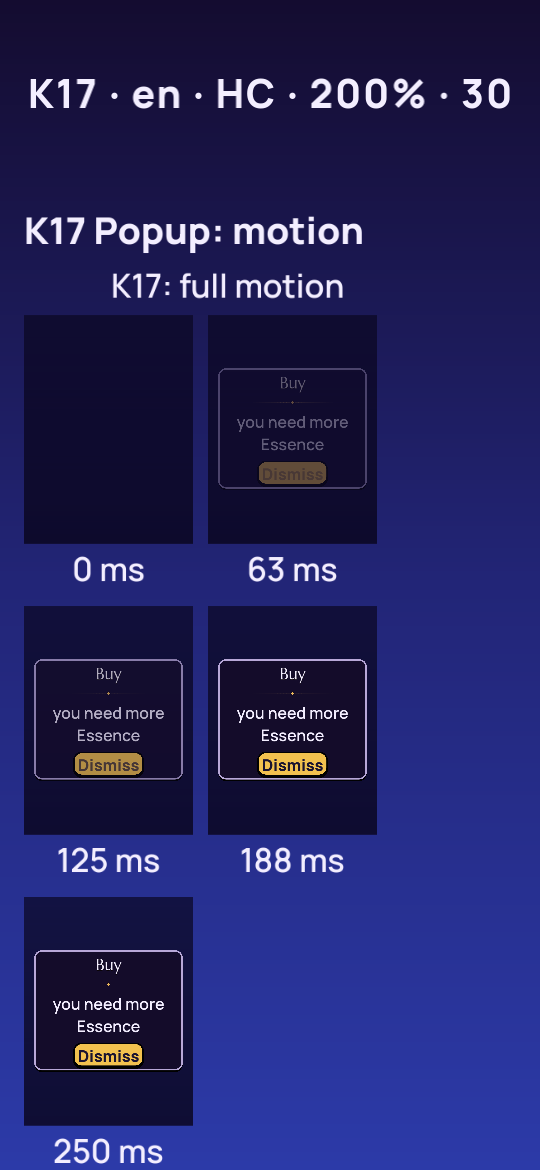 K17 · en · HC · 200% · 30
K17 Popup: motion
K17: full motion
Buy
you need more
Essence
Dismiss
0 ms
63 ms
Buy
you need more
Essence
Dismiss
125 ms
Buy
you need more
Essence
Dismiss
188 ms
Buy
you need more
Essence
Dismiss
250 ms